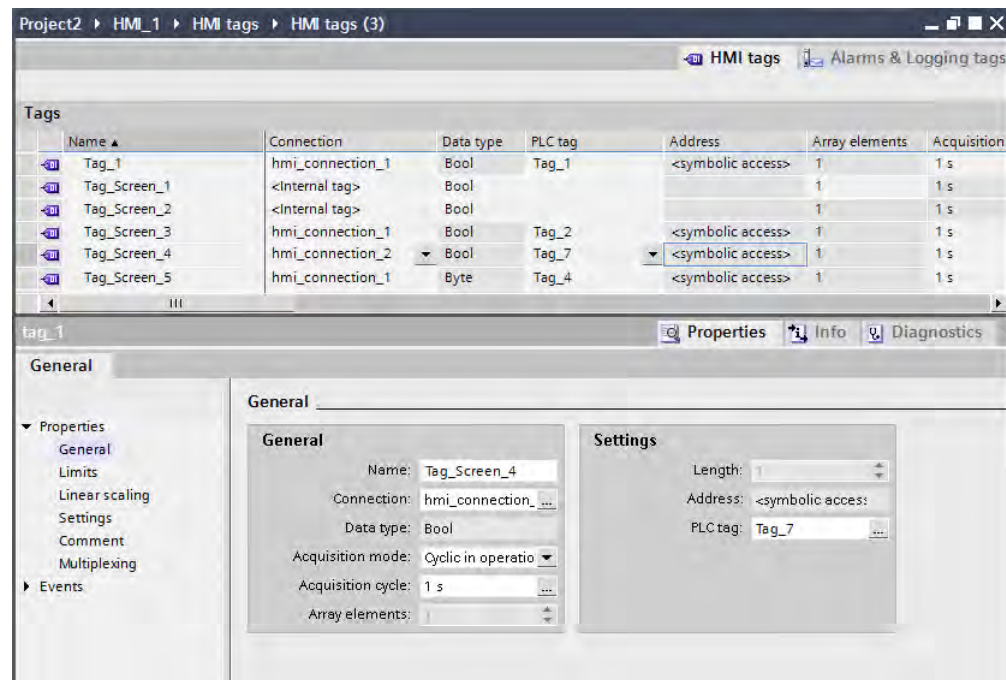 Project2 ▸ HMI_1 ▸ HMI tags ▸ HMI tags (3)
HMI tags Alarms & Logging tags
Tags
Name Connection Data type PLC tag Address Array elements Acquisition
Tag_1 hmi_connection_1 Bool Tag_1 <symbolic access> 1 1 s
Tag_Screen_1 <Internal tag> Bool 1 1 s
Tag_Screen_2 <Internal tag> Bool 1 1 s
Tag_Screen_3 hmi_connection_1 Bool Tag_2 <symbolic access> 1 1 s
Tag_Screen_4 hmi_connection_2 Bool Tag_7 <symbolic access> 1 1 s
Tag_Screen_5 hmi_connection_1 Byte Tag_4 <symbolic access> 1 1 s
tag_1 Properties Info Diagnostics
General
Properties
General
Limits
Linear scaling
Settings
Comment
Multiplexing
Events
General
General
Name: Tag_Screen_4
Connection: hmi_connection_ ...
Data type: Bool
Acquisition mode: Cyclic in operatio
Acquisition cycle: 1 s ...
Array elements: 1
Settings
Length: 1
Address: <symbolic access
PLC tag: Tag_7 ...